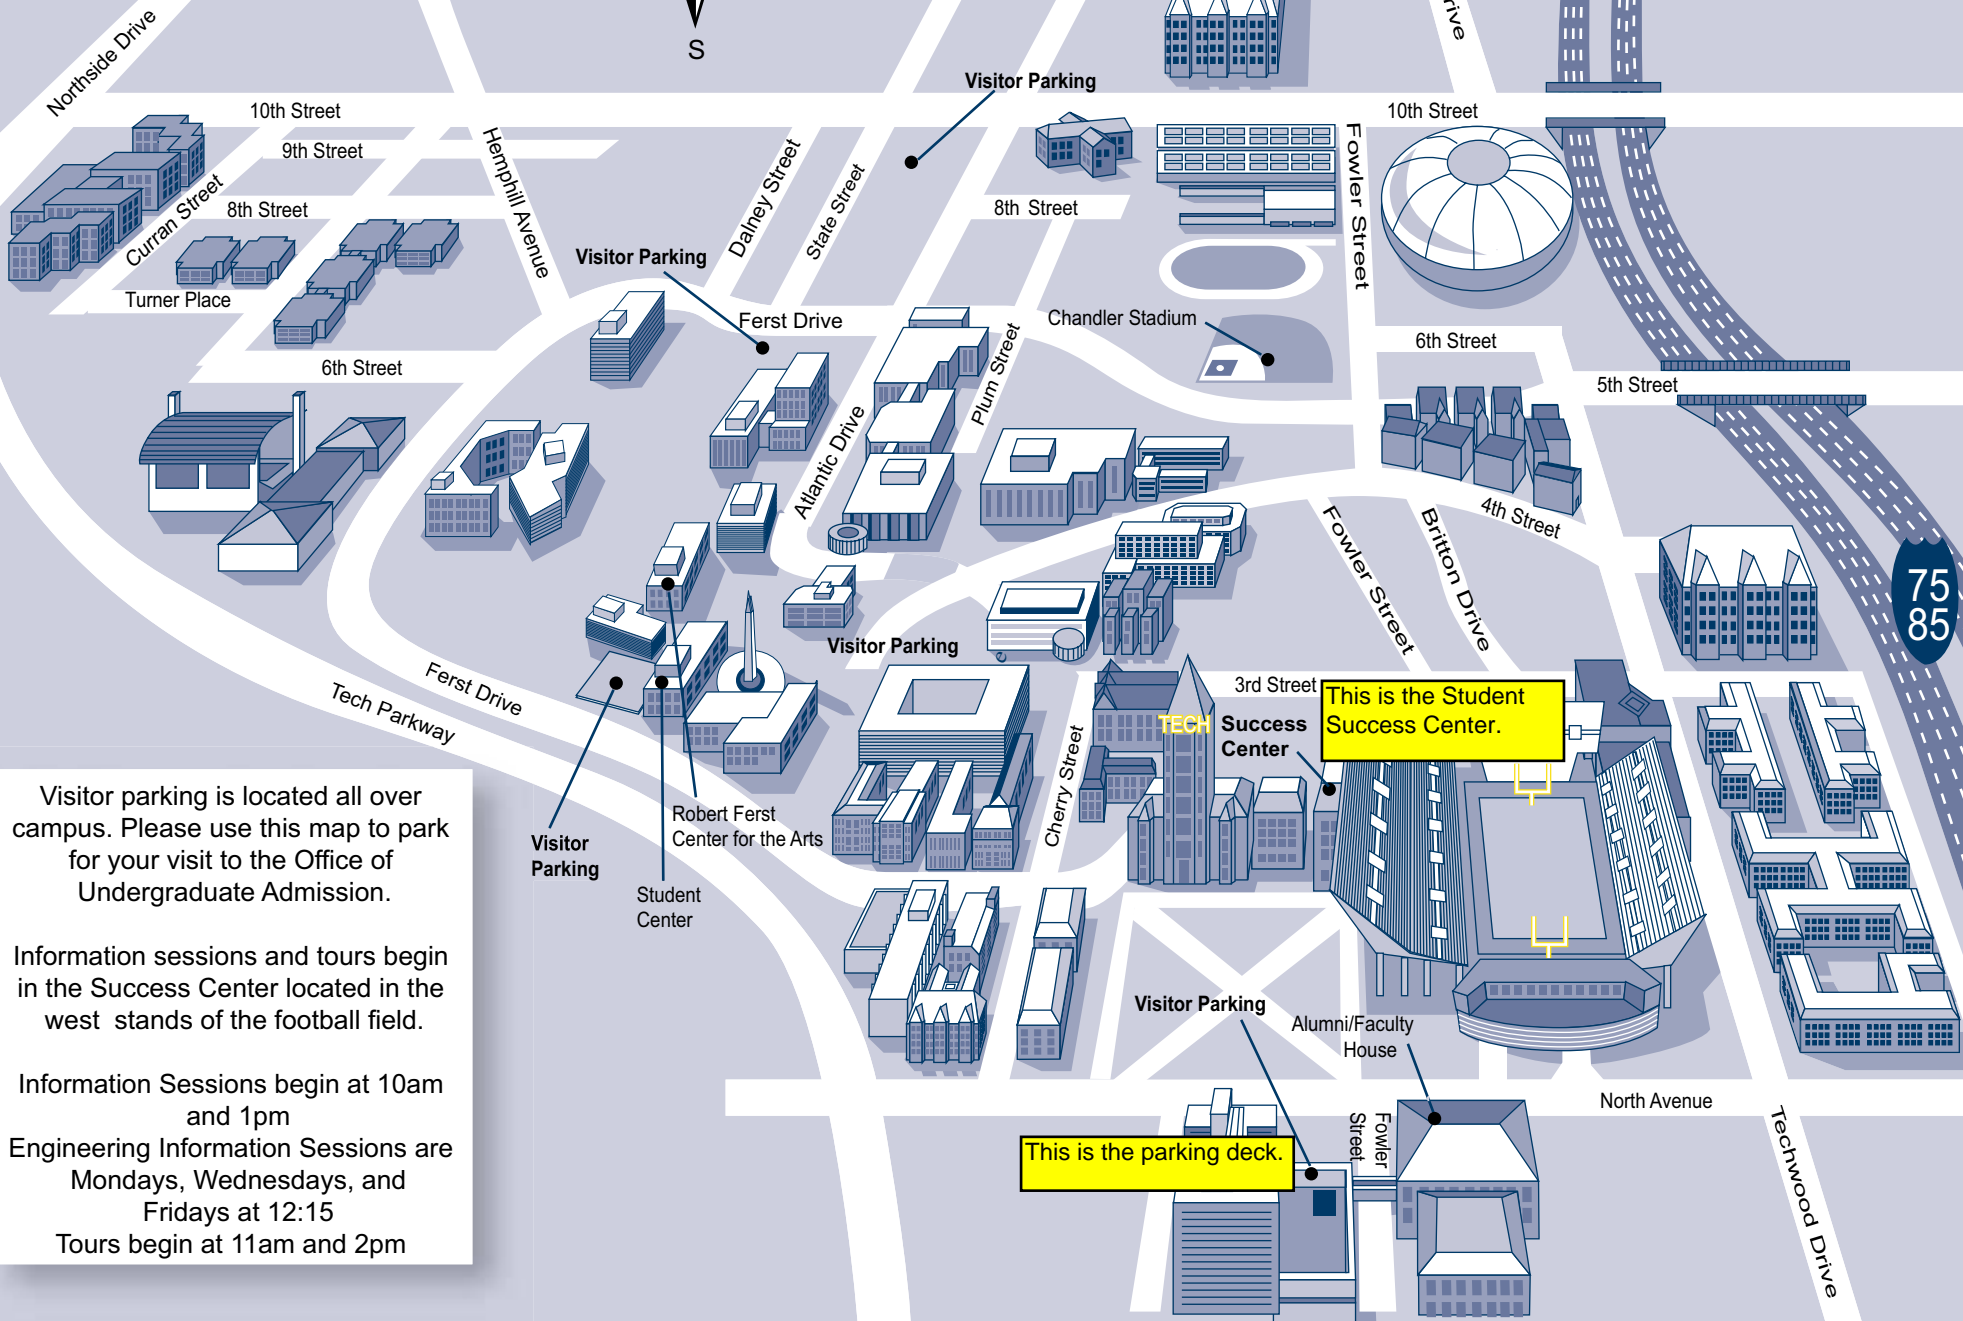 S
Northside Drive
rive
Visitor Parking
10th Street
10th Street
9th Street
Hemphill Avenue
Dalney Street
State Street
Fowler Street
Curran Street
8th Street
8th Street
Visitor Parking
Turner Place
Ferst Drive
Chandler Stadium
Plum Street
6th Street
6th Street
5th Street
Atlantic Drive
4th Street
Fowler Street
Britton Drive
75
85
Visitor Parking
Ferst Drive
Tech Parkway
3rd Street
This is the Student
Success Center.
TECH
Success
Center
Cherry Street
Visitor parking is located all over
campus. Please use this map to park
for your visit to the Office of
Undergraduate Admission.
Information sessions and tours begin
in the Success Center located in the
west stands of the football field.
Information Sessions begin at 10am
and 1pm
Engineering Information Sessions are
Mondays, Wednesdays, and
Fridays at 12:15
Tours begin at 11am and 2pm
Visitor
Parking
Robert Ferst
Center for the Arts
Student
Center
Visitor Parking
Alumni/Faculty
House
North Avenue
Fowler
Street
This is the parking deck.
Techwood Drive